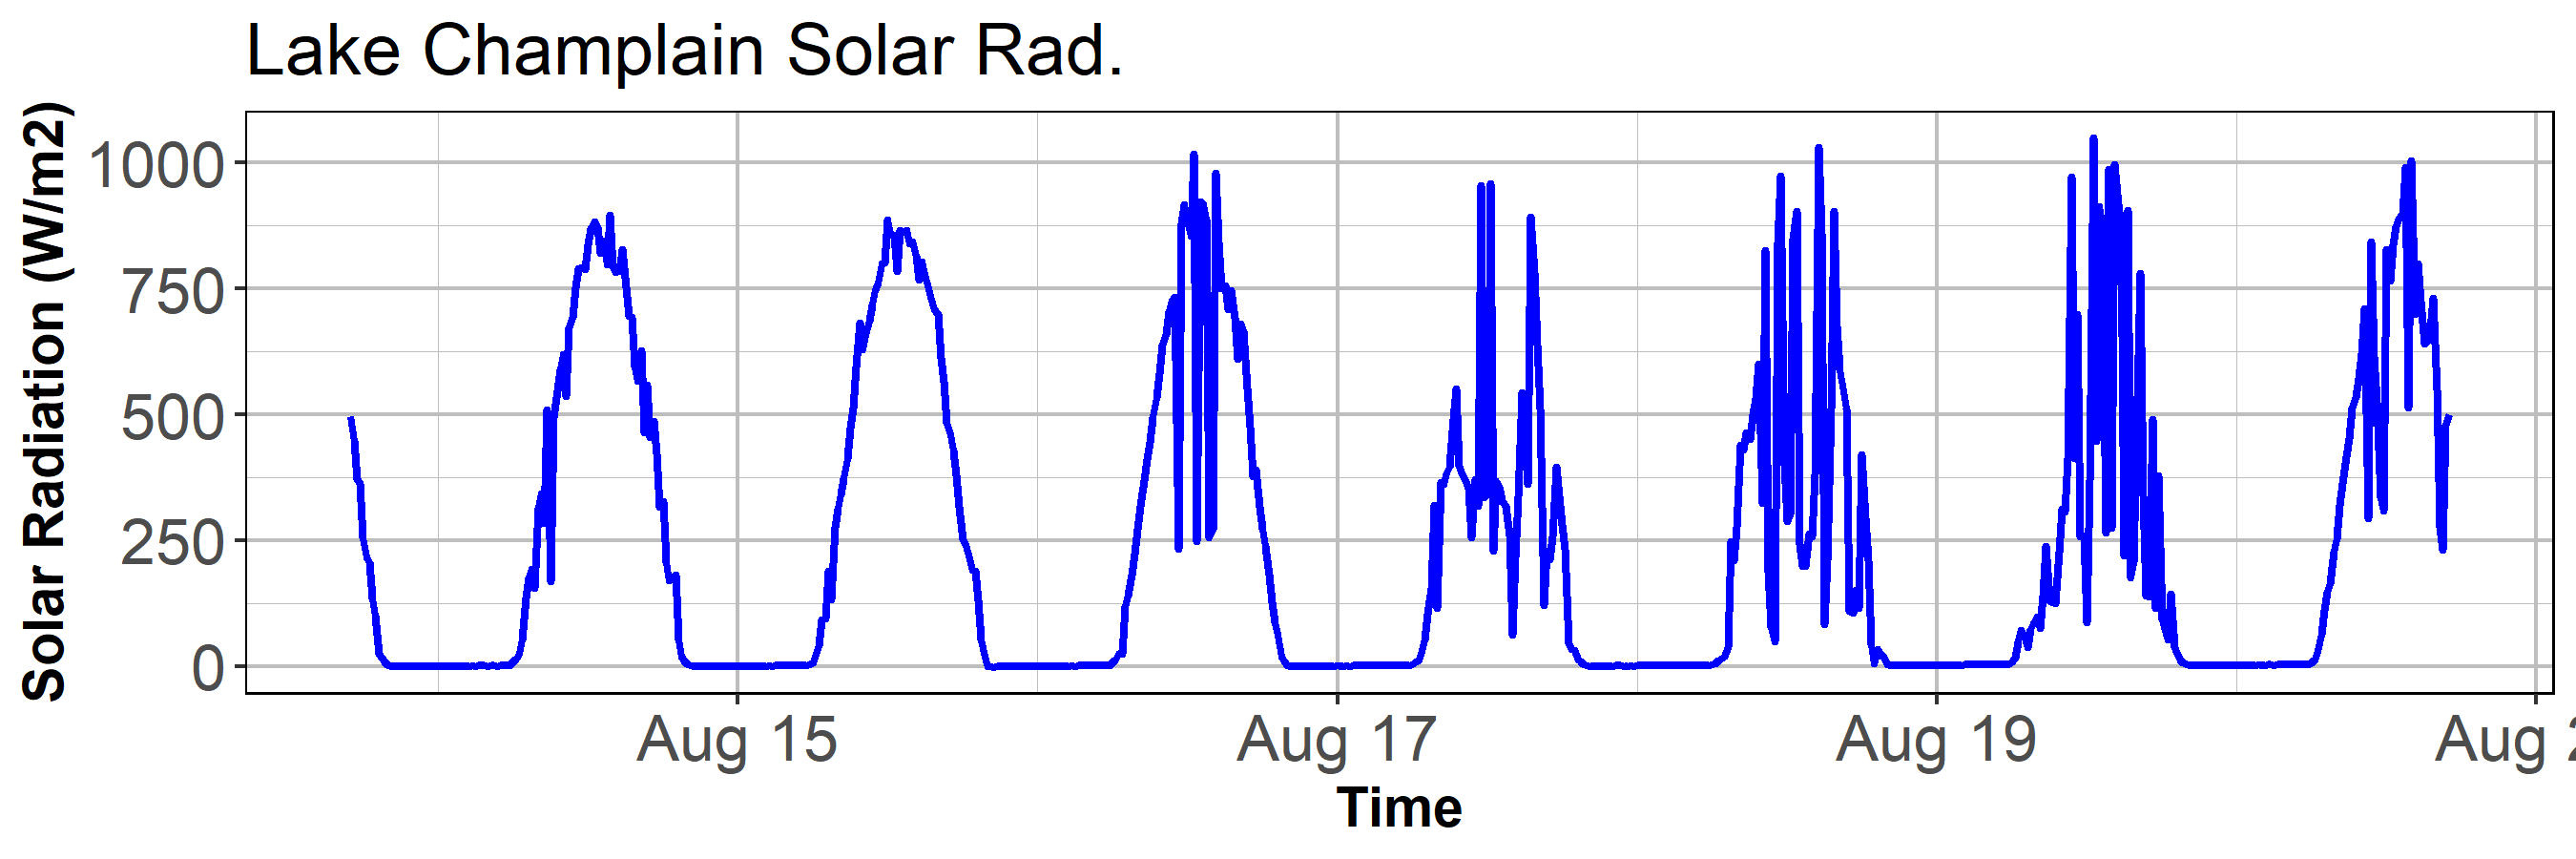 Lake Champlain Solar Rad.
Solar Radiation (W/m2)
1000
750
500
250
0
Aug 15 Aug 17 Aug 19 Aug
Time